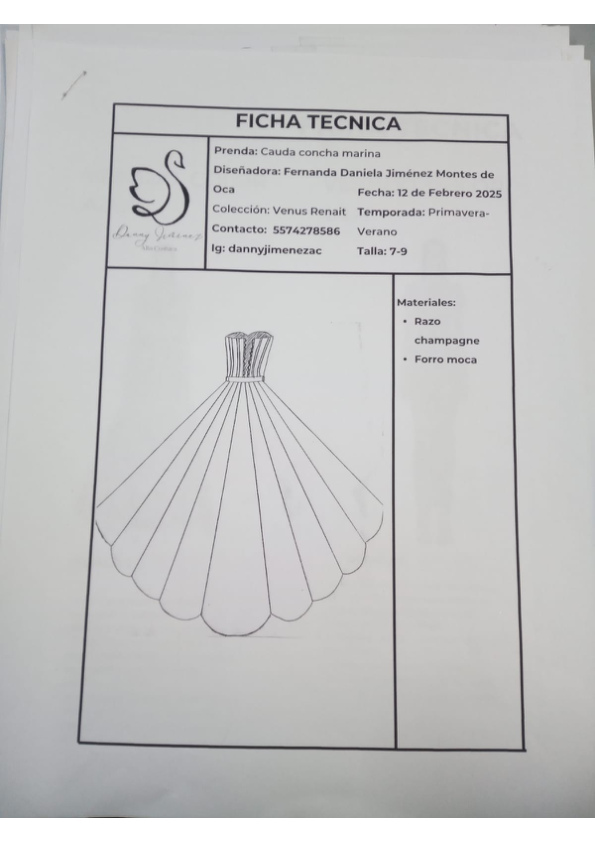 FICHA TECNICA
Prenda: Cauda concha marina
Diseñadora: Fernanda Daniela Jiménez Montes de
Oca
Fecha: 12 de Febrero 2025
Colección: Venus Renait
Temporada: Primavera-
Contacto: 5574278586
Verano
Ig: dannyjimenezac
Talla: 7-9
Danny Jiménez
Materiales:
• Razo
champagne
• Forro moca